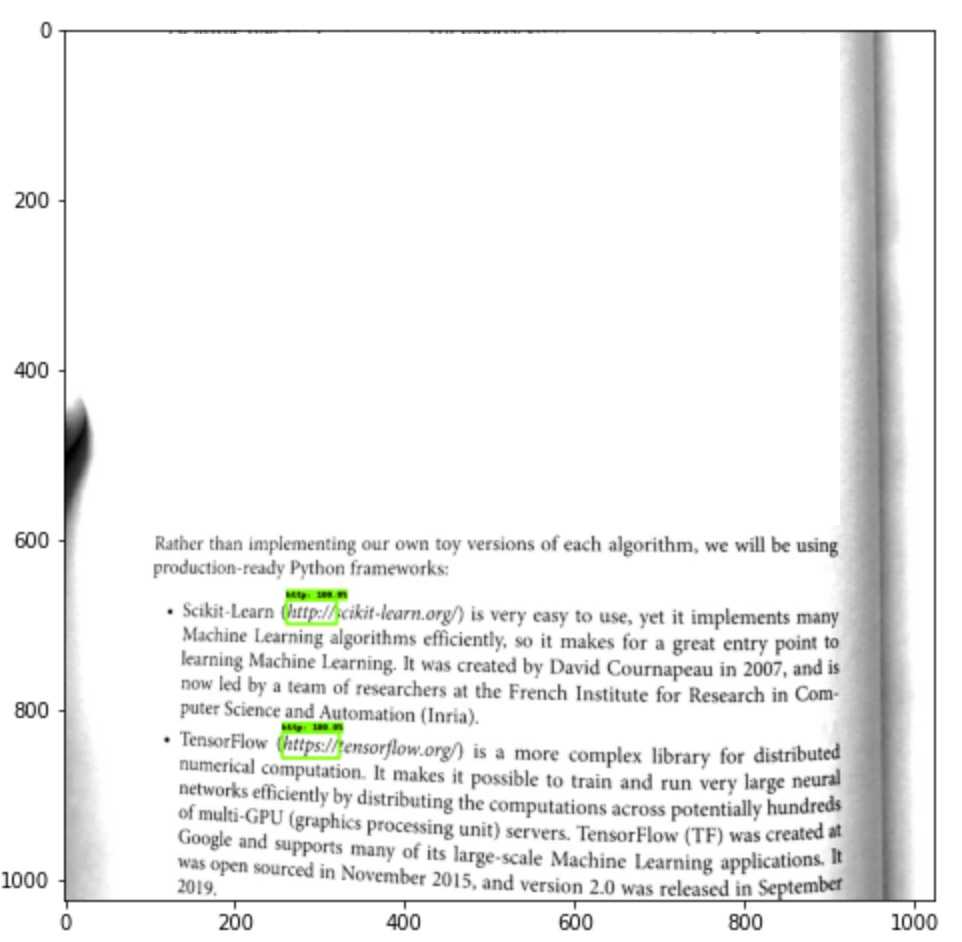 0
200
400
600
800
1000
Rather than implementing our own toy versions of each algorithm, we will be using
production-ready Python frameworks:
http: 100.0%
• Scikit-Learn (http://scikit-learn.org/) is very easy to use, yet it implements many
Machine Learning algorithms efficiently, so it makes for a great entry point to
learning Machine Learning. It was created by David Cournapeau in 2007, and is
now led by a team of researchers at the French Institute for Research in Com-
puter Science and Automation (Inria).
http: 100.0%
• TensorFlow (https://tensorflow.org/) is a more complex library for distributed
numerical computation. It makes it possible to train and run very large neural
networks efficiently by distributing the computations across potentially hundreds
of multi-GPU (graphics processing unit) servers. TensorFlow (TF) was created at
Google and supports many of its large-scale Machine Learning applications. It
was open sourced in November 2015, and version 2.0 was released in September
2019.
0 200 400 600 800 1000